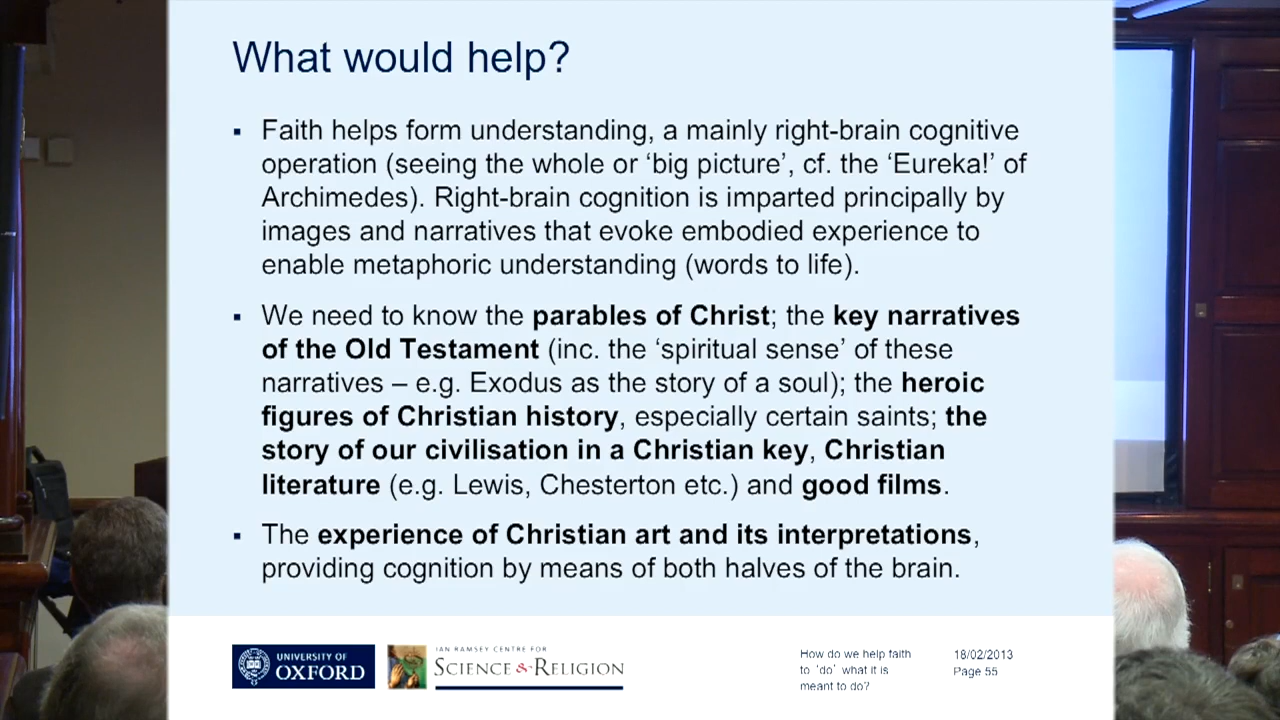 What would help?
▪ Faith helps form understanding, a mainly right-brain cognitive
operation (seeing the whole or ‘big picture’, cf. the ‘Eureka!’ of
Archimedes). Right-brain cognition is imparted principally by
images and narratives that evoke embodied experience to
enable metaphoric understanding (words to life).
▪ We need to know the parables of Christ; the key narratives
of the Old Testament (inc. the ‘spiritual sense’ of these
narratives – e.g. Exodus as the story of a soul); the heroic
figures of Christian history, especially certain saints; the
story of our civilisation in a Christian key, Christian
literature (e.g. Lewis, Chesterton etc.) and good films.
▪ The experience of Christian art and its interpretations,
providing cognition by means of both halves of the brain.
UNIVERSITY OF
OXFORD
IAN RAMSEY CENTRE FOR
SCIENCE & RELIGION
How do we help faith
to ‘do’ what it is
meant to do?
18/02/2013
Page 55